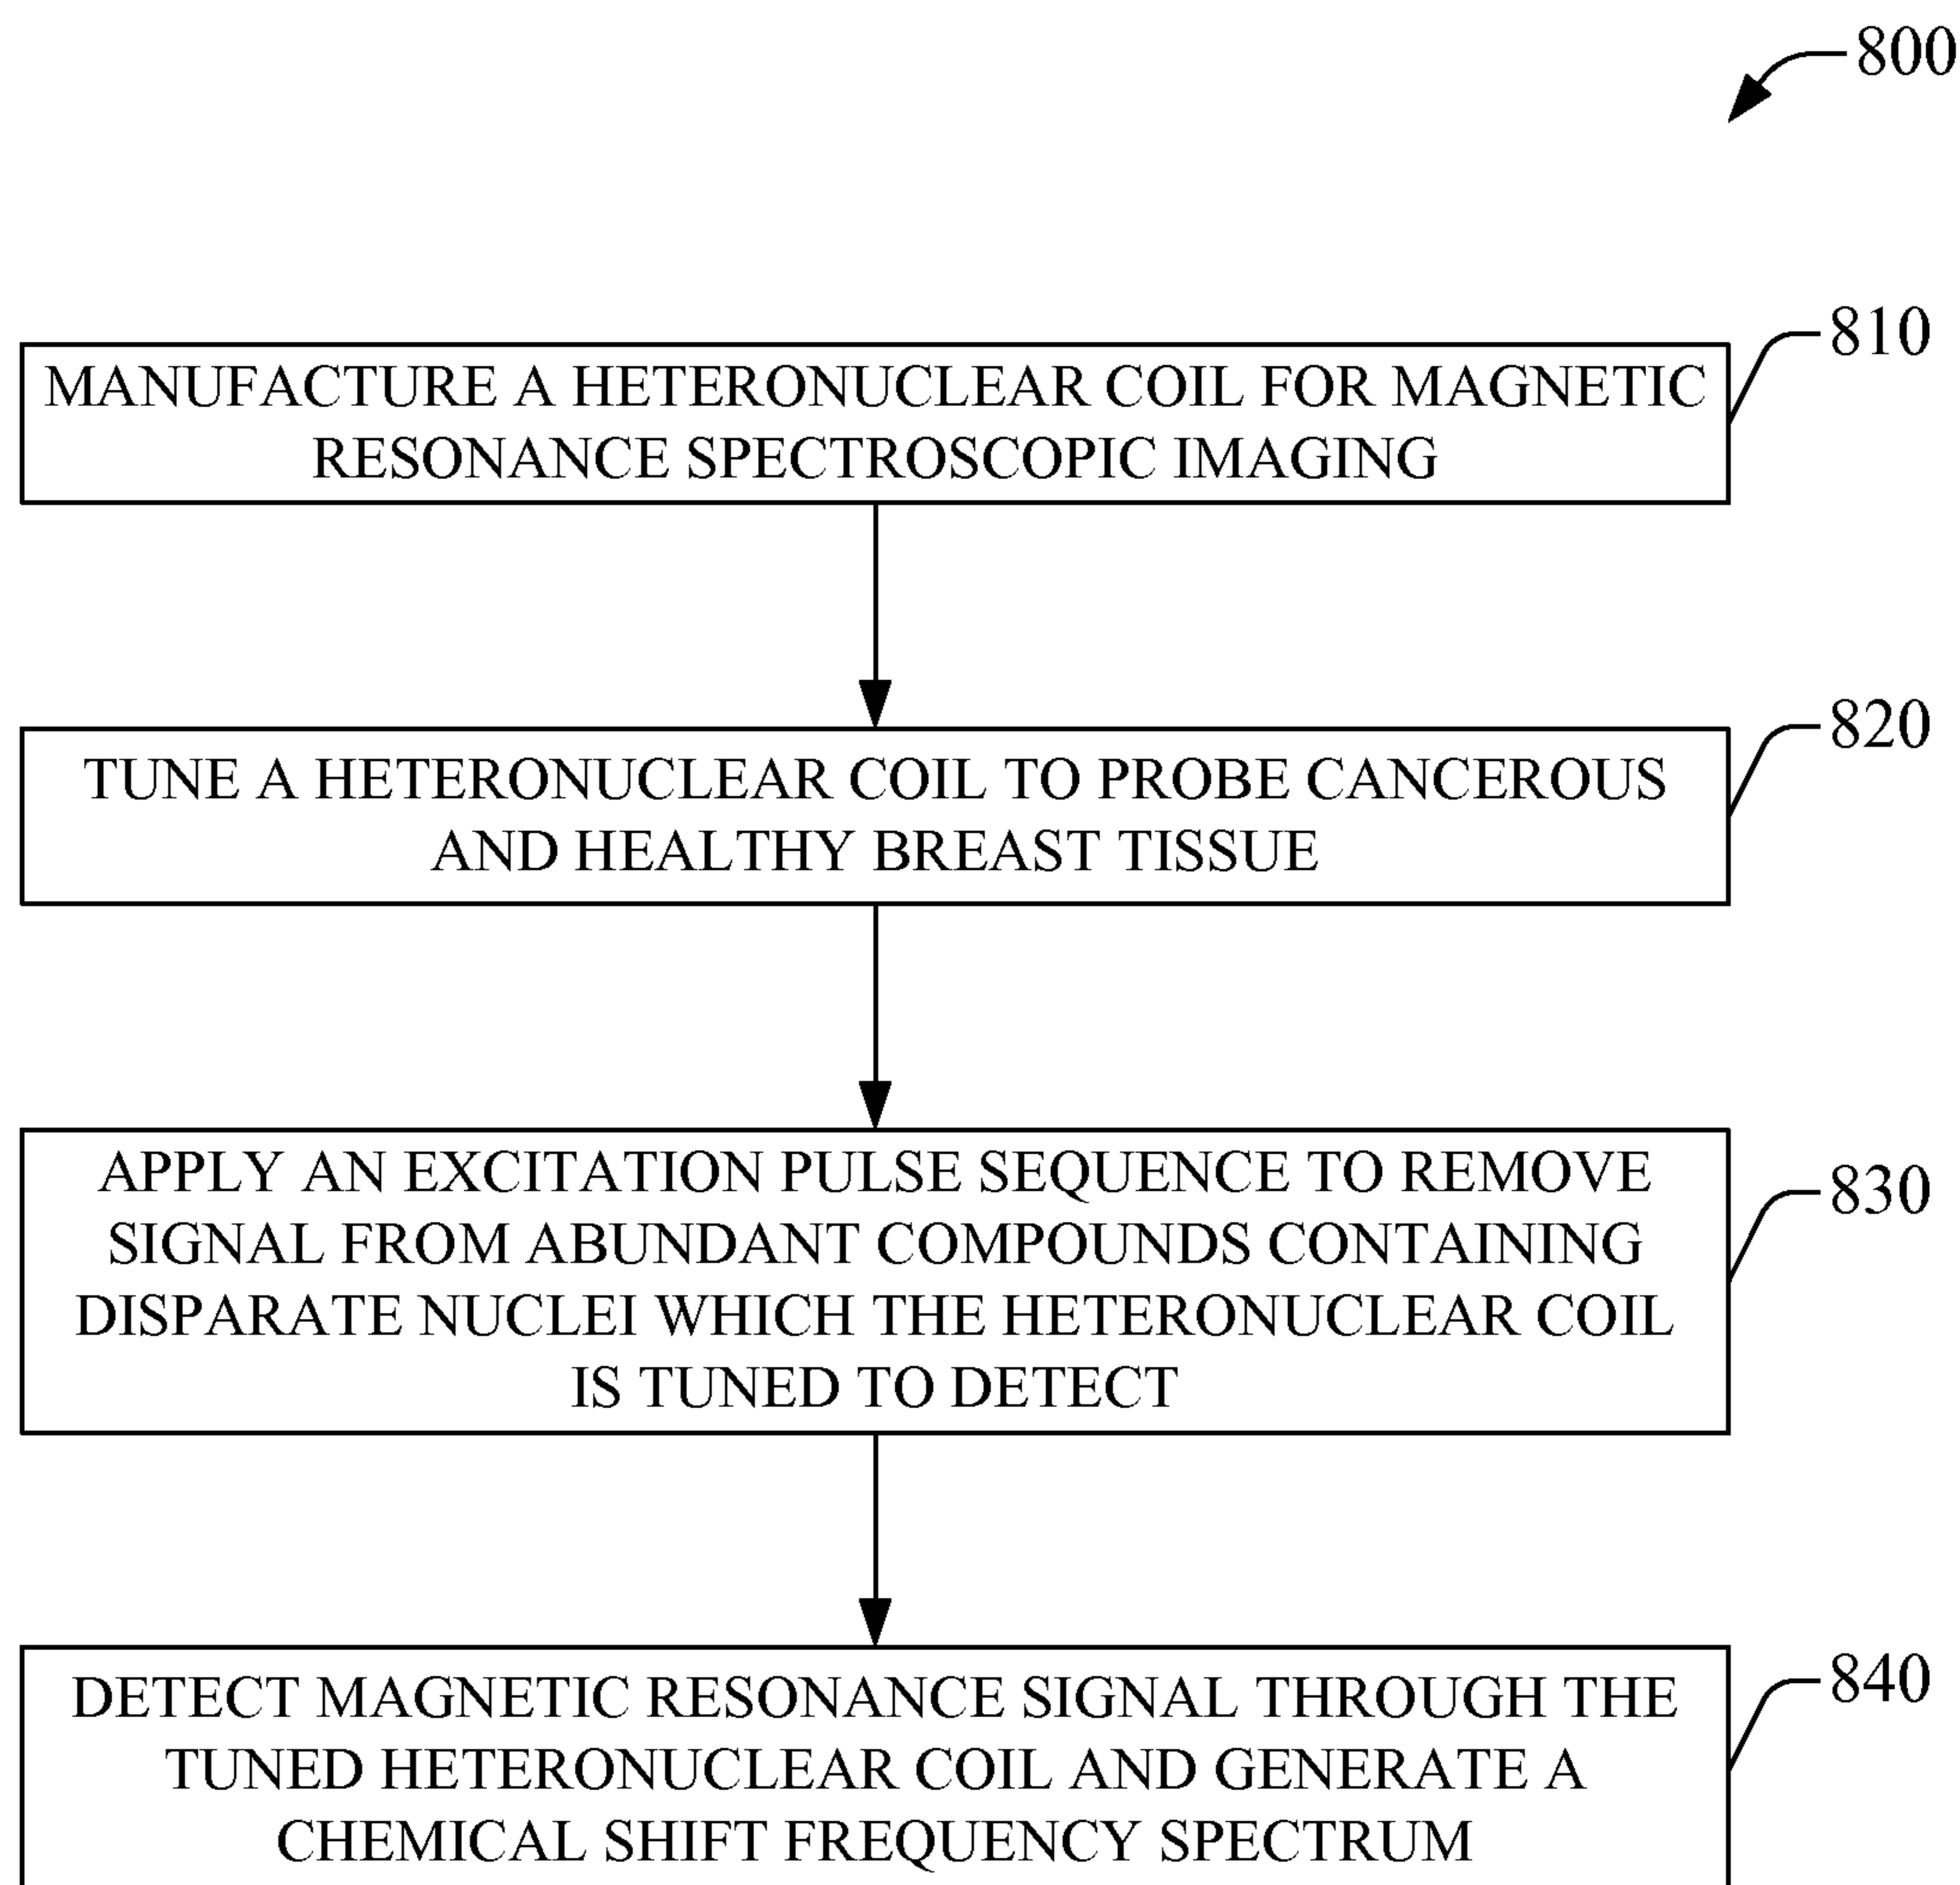 800
810
MANUFACTURE A HETERONUCLEAR COIL FOR MAGNETIC
RESONANCE SPECTROSCOPIC IMAGING
820
TUNE A HETERONUCLEAR COIL TO PROBE CANCEROUS
AND HEALTHY BREAST TISSUE
830
APPLY AN EXCITATION PULSE SEQUENCE TO REMOVE
SIGNAL FROM ABUNDANT COMPOUNDS CONTAINING
DISPARATE NUCLEI WHICH THE HETERONUCLEAR COIL
IS TUNED TO DETECT
840
DETECT MAGNETIC RESONANCE SIGNAL THROUGH THE
TUNED HETERONUCLEAR COIL AND GENERATE A
CHEMICAL SHIFT FREQUENCY SPECTRUM